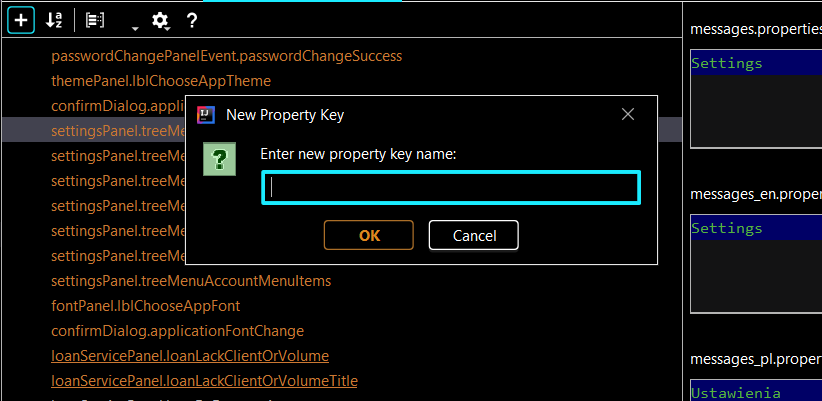 messages.properties
passwordChangePanelEvent.passwordChangeSuccess
Settings
themePanel.lblChooseAppTheme
confirmDialog.applic
New Property Key
settingsPanel.treeMe
settingsPanel.treeMe
Enter new property key name:
settingsPanel.treeMe
messages_en.proper
settingsPanel.treeMe
settingsPanel.treeMe
OK
Cancel
Settings
settingsPanel.treeMe
settingsPanel.treeMenuAccountMenuItems
fontPanel.lblChooseAppFont
confirmDialog.applicationFontChange
loanServicePanel.loanLackClientOrVolume
messages_pl.propert
loanServicePanel.loanLackClientOrVolumeTitle
Ustawienia